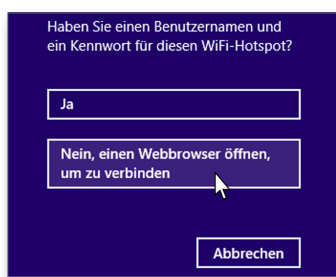 Haben Sie einen Benutzernamen und
ein Kennwort für diesen WiFi-Hotspot?
Ja
Nein, einen Webbrowser öffnen,
um zu verbinden
Abbrechen